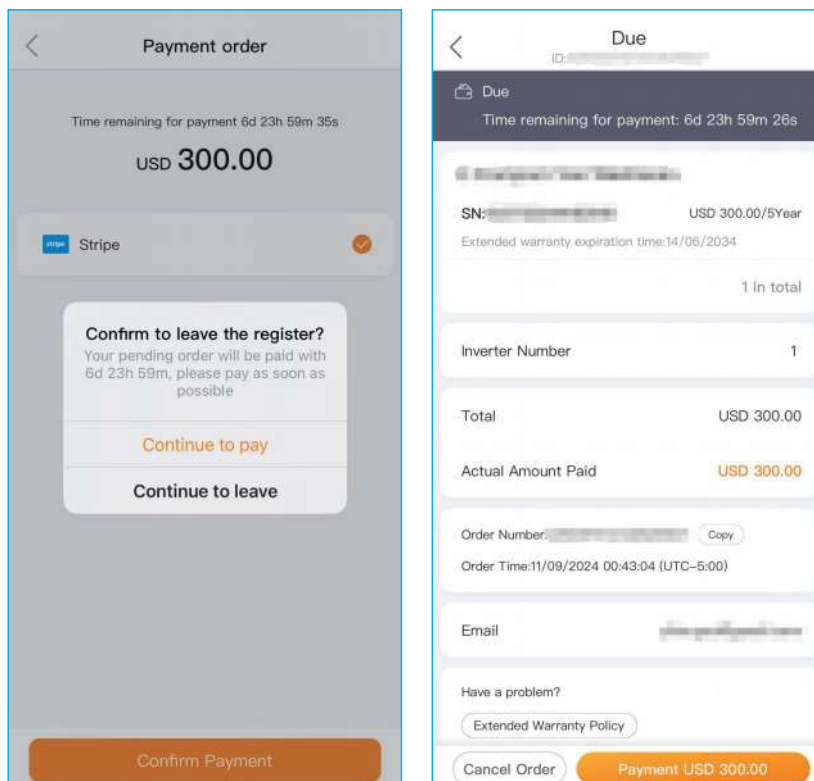 Payment order
Time remaining for payment 6d 23h 59m 35s
USD 300.00
stripe Stripe
Confirm to leave the register?
Your pending order will be paid with
6d 23h 59m, please pay as soon as
possible
Continue to pay
Continue to leave
Confirm Payment
Due
ID:
Due
Time remaining for payment: 6d 23h 59m 26s
SN: USD 300.00/5Year
Extended warranty expiration time:14/06/2034
1 in total
Inverter Number 1
Total USD 300.00
Actual Amount Paid USD 300.00
Order Number: Copy
Order Time:11/09/2024 00:43:04 (UTC-5:00)
Email
Have a problem?
Extended Warranty Policy
Cancel Order Payment USD 300.00